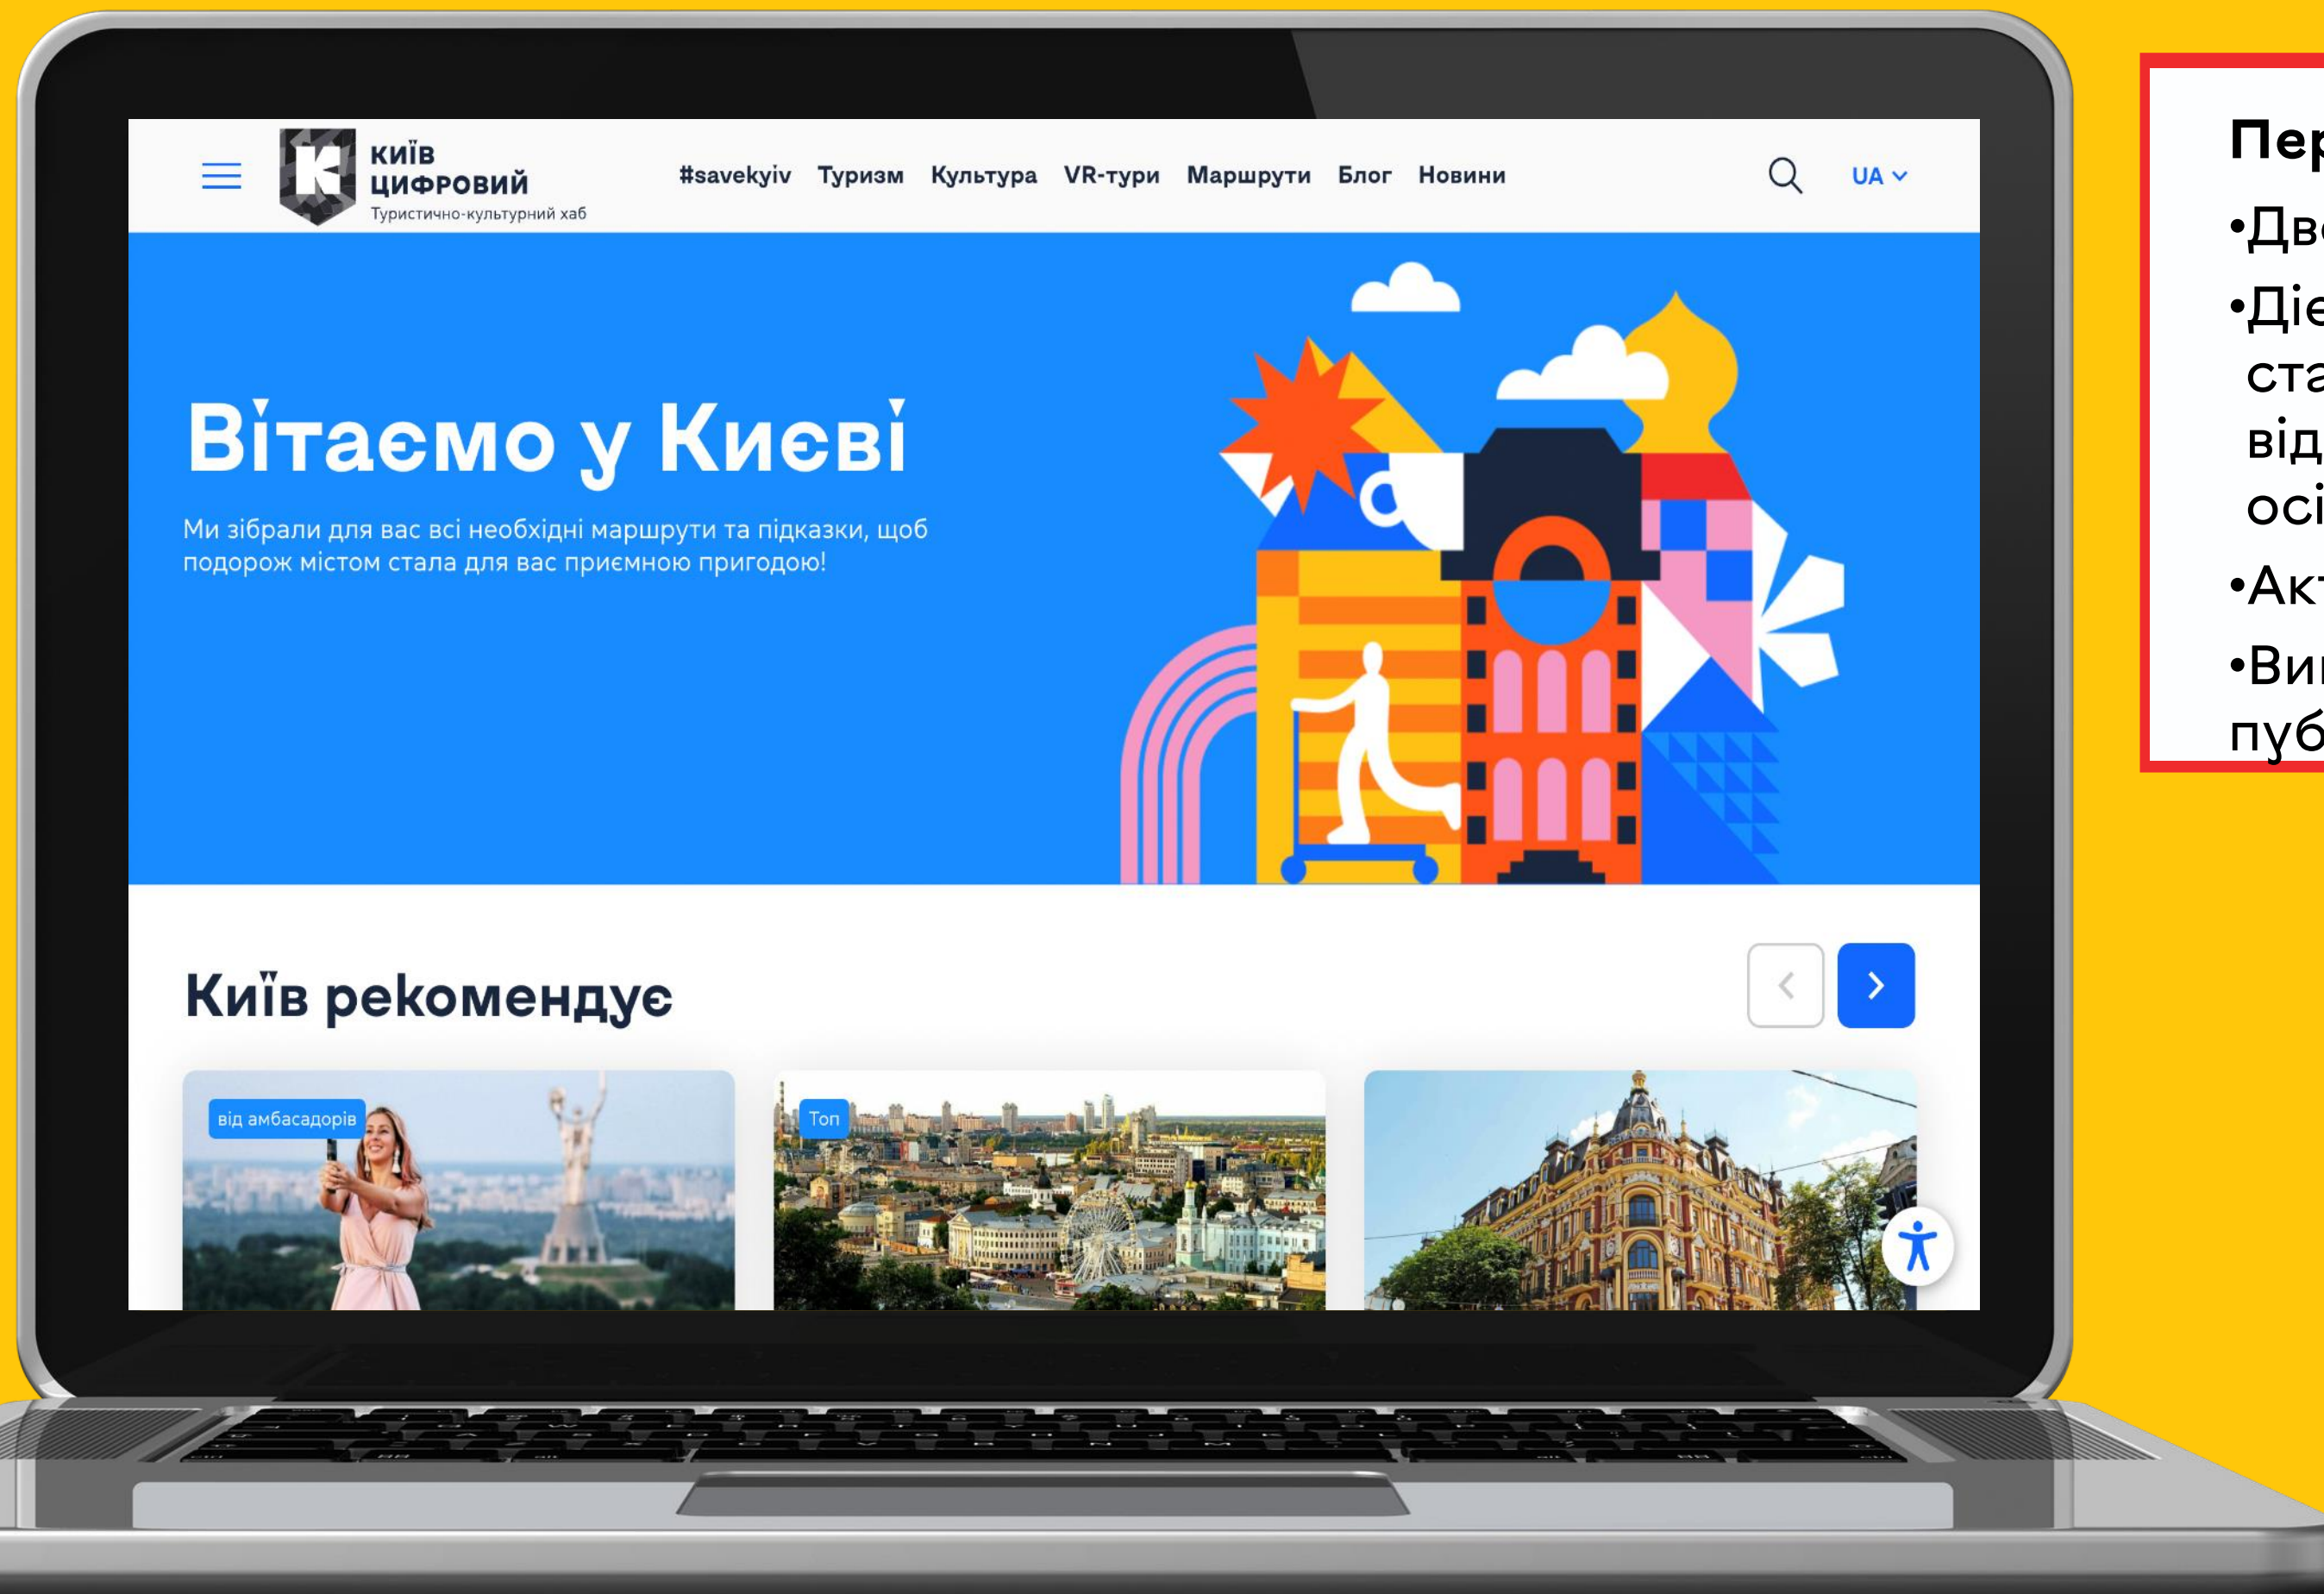 КИЇВ
ЦИФРОВИЙ
Туристично-культурний хаб
#savekyiv Туризм Культура VR-тури Маршрути Блог Новини
UA
Вітаємо у Києві
Ми зібрали для вас всі необхідні маршрути та підказки, щоб
подорож містом стала для вас приємною пригодою!
Київ рекомендує
від амбасадорів
Топ